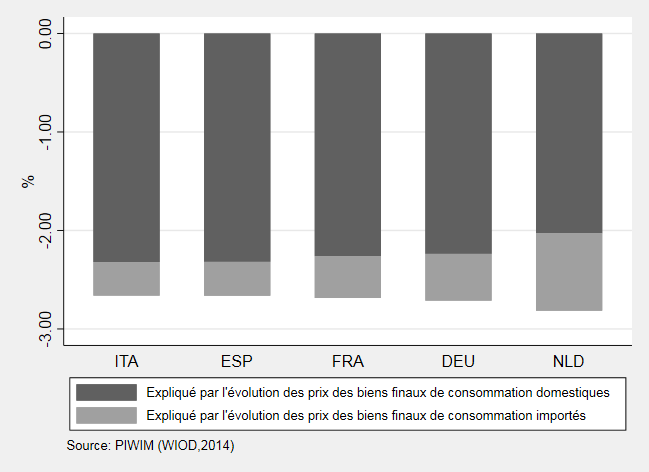 0.00
-1.00
-2.00
-3.00
%
ITA ESP FRA DEU NLD
Expliqué par l'évolution des prix des biens finaux de consommation domestiques
Expliqué par l'évolution des prix des biens finaux de consommation importés
Source: PIWIM (WIOD,2014)